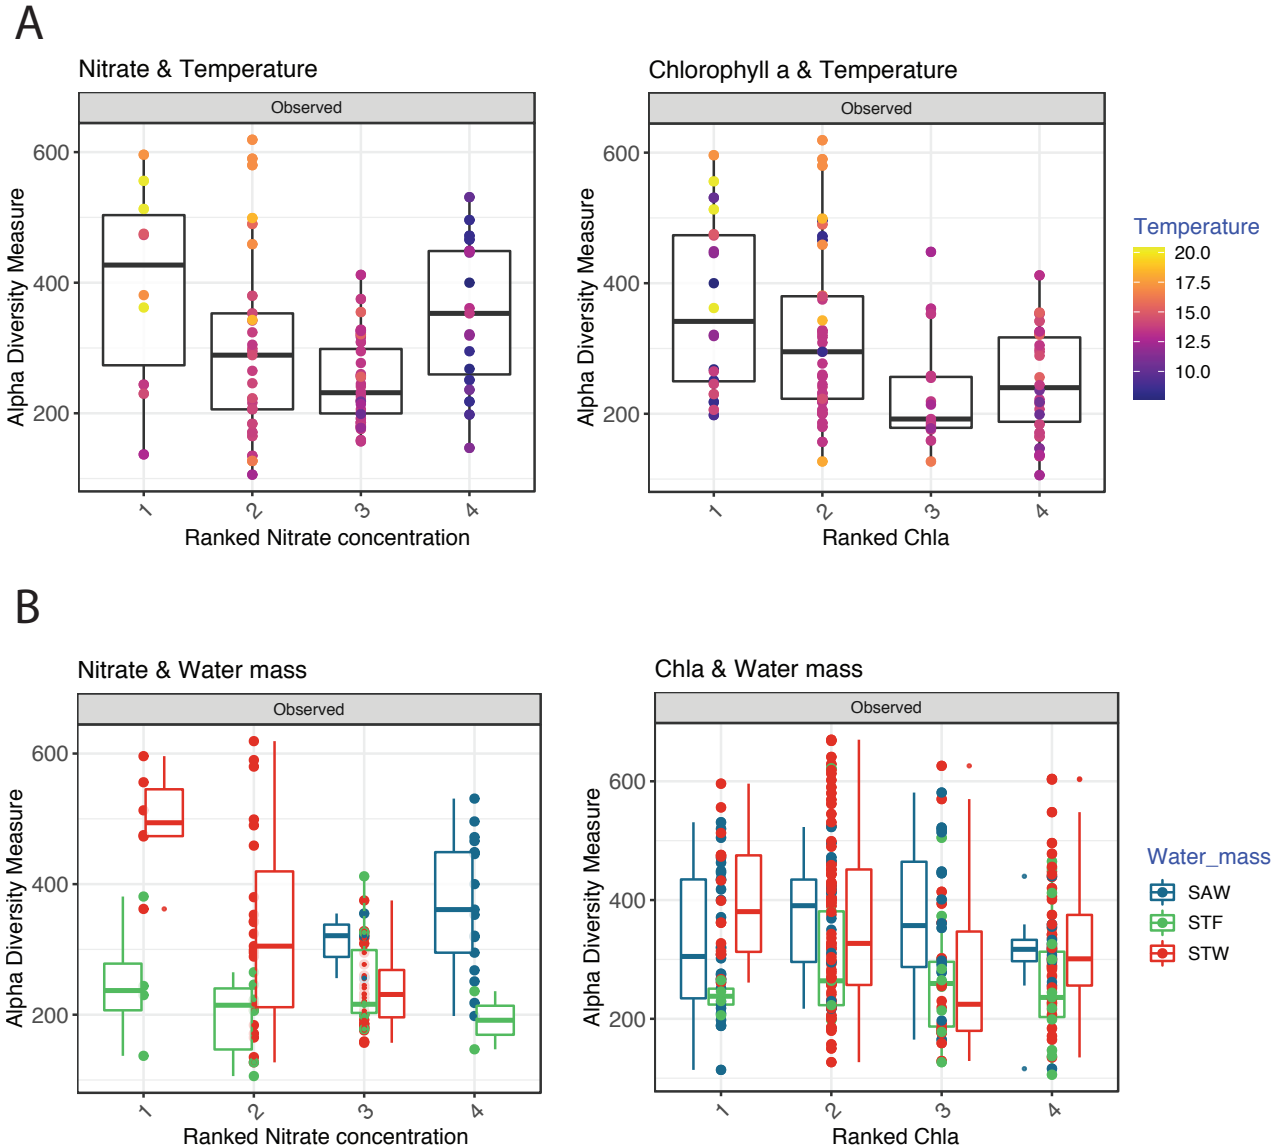 A
Nitrate & Temperature
Observed
Alpha Diversity Measure
600
400
200
1
2
3
4
Ranked Nitrate concentration
Chlorophyll a & Temperature
Observed
Alpha Diversity Measure
600
400
200
1
2
3
4
Ranked Chla
Temperature
20.0
17.5
15.0
12.5
10.0
B
Nitrate & Water mass
Observed
Alpha Diversity Measure
600
400
200
1
2
3
4
Ranked Nitrate concentration
Chla & Water mass
Observed
Alpha Diversity Measure
600
400
200
1
2
3
4
Ranked Chla
Water_mass
SAW
STF
STW